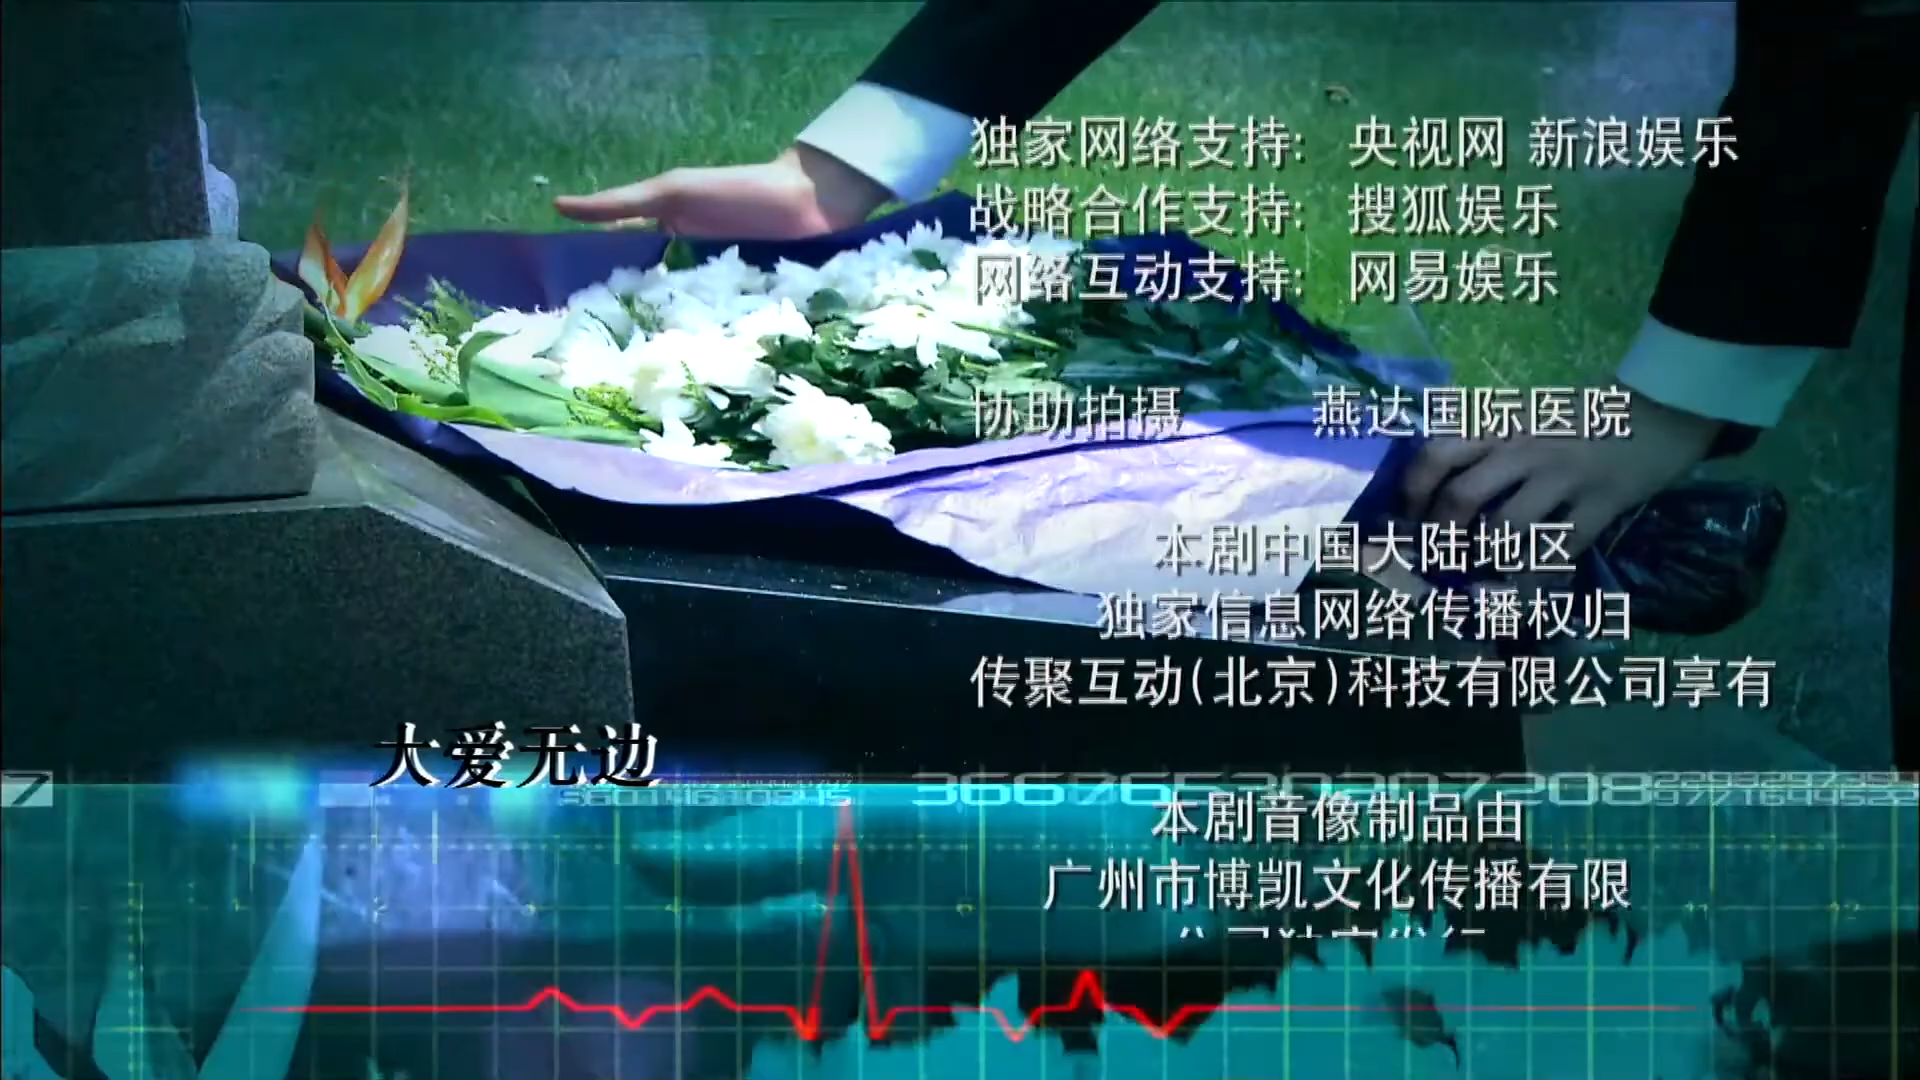 独家网络支持: 央视网 新浪娱乐
战略合作支持: 搜狐娱乐
网络互动支持: 网易娱乐
协助拍摄 燕达国际医院
本剧中国大陆地区
独家信息网络传播权归
传聚互动(北京)科技有限公司享有
大爱无边
本剧音像制品由
广州市博凯文化传播有限